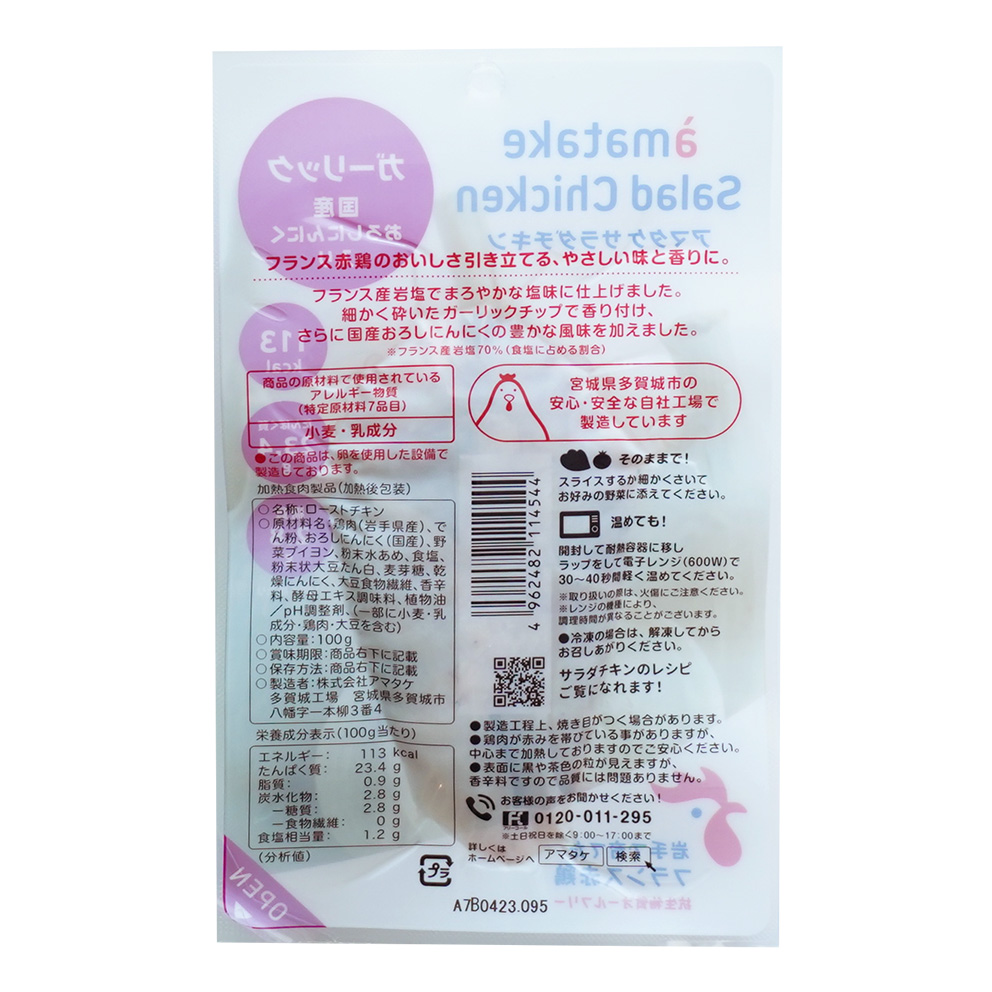 àmatake
Salad Chicken
アマタケ サラダチキン
ガーリック
国産
おろしにんにく
フランス赤鶏のおいしさ引き立てる、やさしい味と香りに。
フランス産岩塩でまろやかな塩味に仕上げました。
細かく砕いたガーリックチップで香り付け、
さらに国産おろしにんにくの豊かな風味を加えました。
※フランス産岩塩70%(食塩に占める割合)
113
kcal
商品の原材料で使用されている
アレルギー物質
(特定原材料7品目)
小麦・乳成分
宮城県多賀城市の
安心・安全な自社工場で
製造しています
●この商品は、卵を使用した設備で
製造しております。
加熱食肉製品(加熱後包装)
○名称:ローストチキン
○原材料名:鶏肉(岩手県産)、で
ん粉、おろしにんにく(国産)、野
菜ブイヨン、粉末水あめ、食塩、
粉末状大豆たん白、麦芽糖、乾
燥にんにく、大豆食物繊維、香辛
料、酵母エキス調味料、植物油
/pH調整剤、(一部に小麦・乳
成分・鶏肉・大豆を含む)
○内容量:100g
○賞味期限:商品右下に記載
○保存方法:商品右下に記載
○製造者:株式会社アマタケ
多賀城工場 宮城県多賀城市
八幡字一本柳3番4
栄養成分表示(100g当たり)
エネルギー: 113 kcal
たんぱく質: 23.4 g
脂質: 0.9 g
炭水化物: 2.8 g
―糖質: 2.8 g
―食物繊維: 0 g
食塩相当量: 1.2 g
(分析値)
4 962482 114544
そのままで!
スライスするか細かくさいて
お好みの野菜に添えてください。
温めても!
開封して耐熱容器に移し
ラップをして電子レンジ(600W)で
30～40秒間軽く温めてください。
※取り扱いの際は、火傷にご注意ください。
※レンジの機種により、
調理時間が異なることがございます。
●冷凍の場合は、解凍してから
お召しあがりください。
サラダチキンのレシピ
ご覧になれます!
●製造工程上、焼き目がつく場合があります。
●鶏肉が赤みを帯びている事がありますが、
中心まで加熱しておりますのでご安心ください。
●表面に黒や茶色の粒が見えますが、
香辛料ですので品質には問題ありません。
お客様の声をお聞かせください!
フリーコール
0120-011-295
※土日祝日を除く9:00～17:00まで
詳しくは
ホームページへ アマタケ 検索
プラ
A7B0423.095
OPEN
岩手で育てた
フランス赤鶏
抗生物質オールフリー